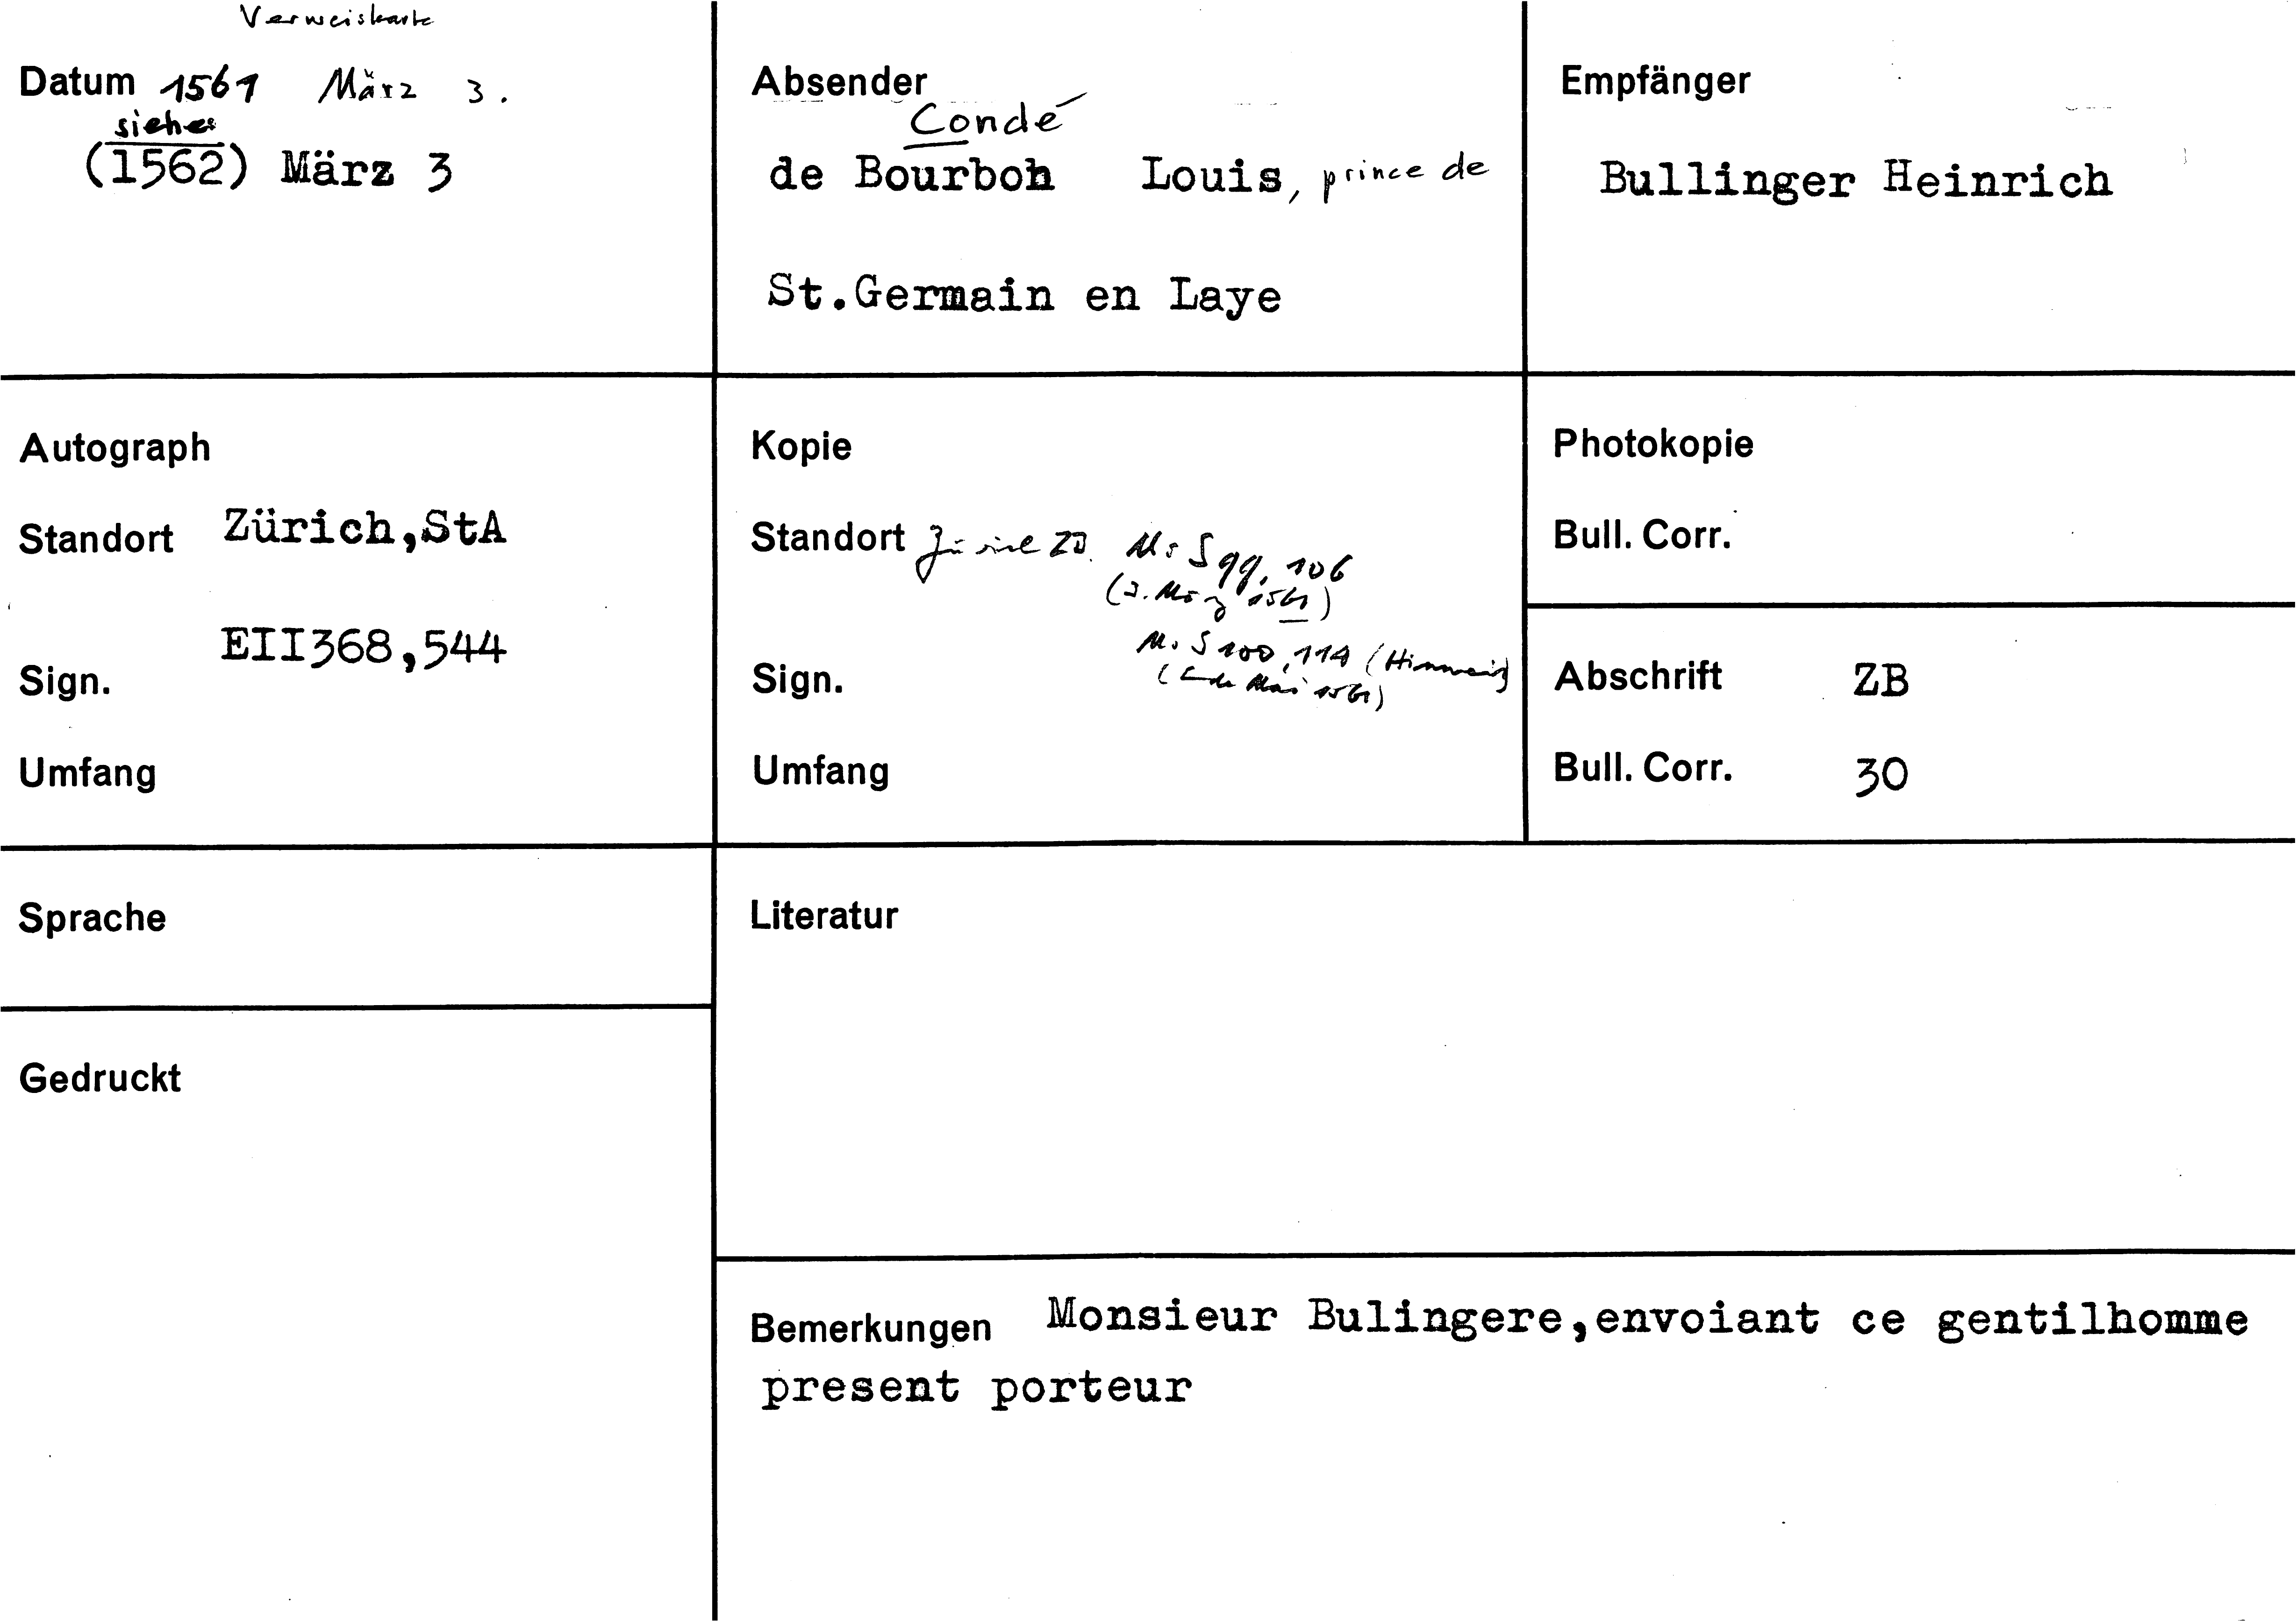 Verweiskarte
Datum 1561 März 3.
siehe
(1562) März 3
Absender
Condé
de Bourbon Louis, prince de
St.Germain en Laye
Empfänger
Bullinger Heinrich
Autograph
Standort Zürich,StA
Sign. EII368,544
Umfang
Kopie
Standort Zürich ZB Ms S 99, 106
(3. März 1561)
Ms S 100, 114 (Hinweis)
(Ende Mai 1561)
Sign.
Umfang
Photokopie
Bull. Corr.
Abschrift ZB
Bull. Corr. 30
Sprache
Literatur
Gedruckt
Bemerkungen Monsieur Bulingere,envoiant ce gentilhomme
present porteur